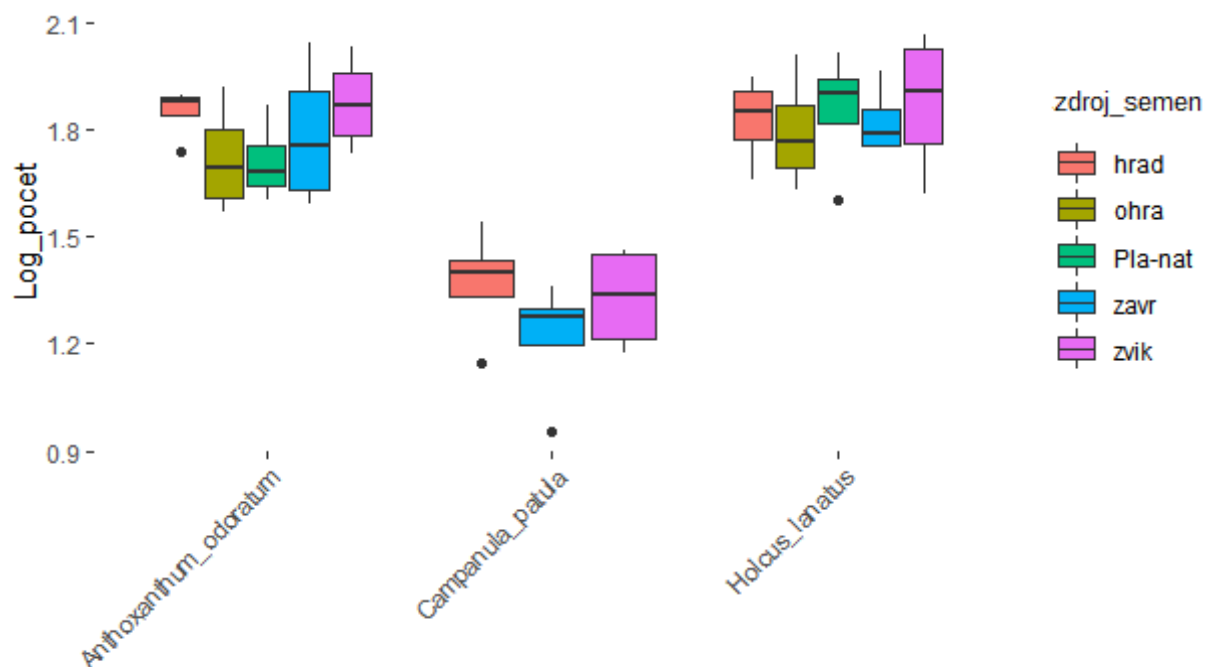 Log_pocet
2.1
1.8
1.5
1.2
0.9
Anthoxanthum_odoratum
Campanula_patula
Holcus_lanatus
zdroj_semen
hrad
ohra
Pla-nat
zavr
zvik